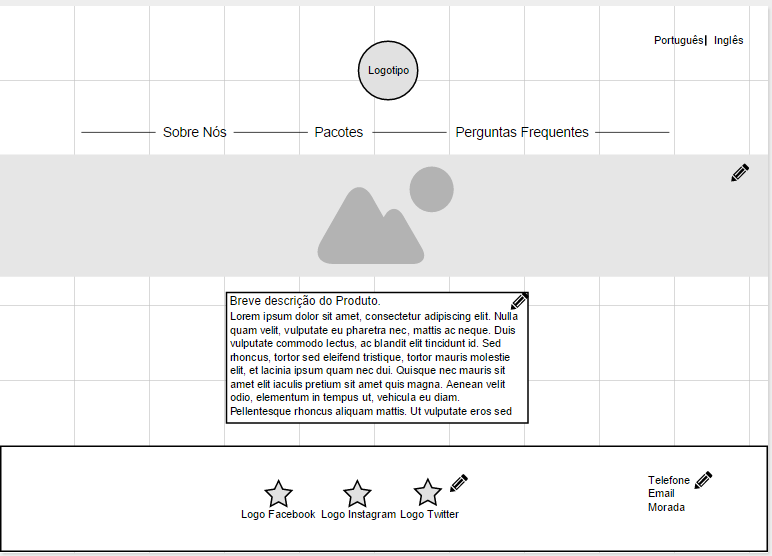 Português| Inglês
Logotipo
Sobre Nós Pacotes Perguntas Frequentes
Breve descrição do Produto.
Lorem ipsum dolor sit amet, consectetur adipiscing elit. Nulla
quam velit, vulputate eu pharetra nec, mattis ac neque. Duis
vulputate commodo lectus, ac blandit elit tincidunt id. Sed
rhoncus, tortor sed eleifend tristique, tortor mauris molestie
elit, et lacinia ipsum quam nec dui. Quisque nec mauris sit
amet elit iaculis pretium sit amet quis magna. Aenean velit
odio, elementum in tempus ut, vehicula eu diam.
Pellentesque rhoncus aliquam mattis. Ut vulputate eros sed
Logo Facebook Logo Instagram Logo Twitter
Telefone
Email
Morada